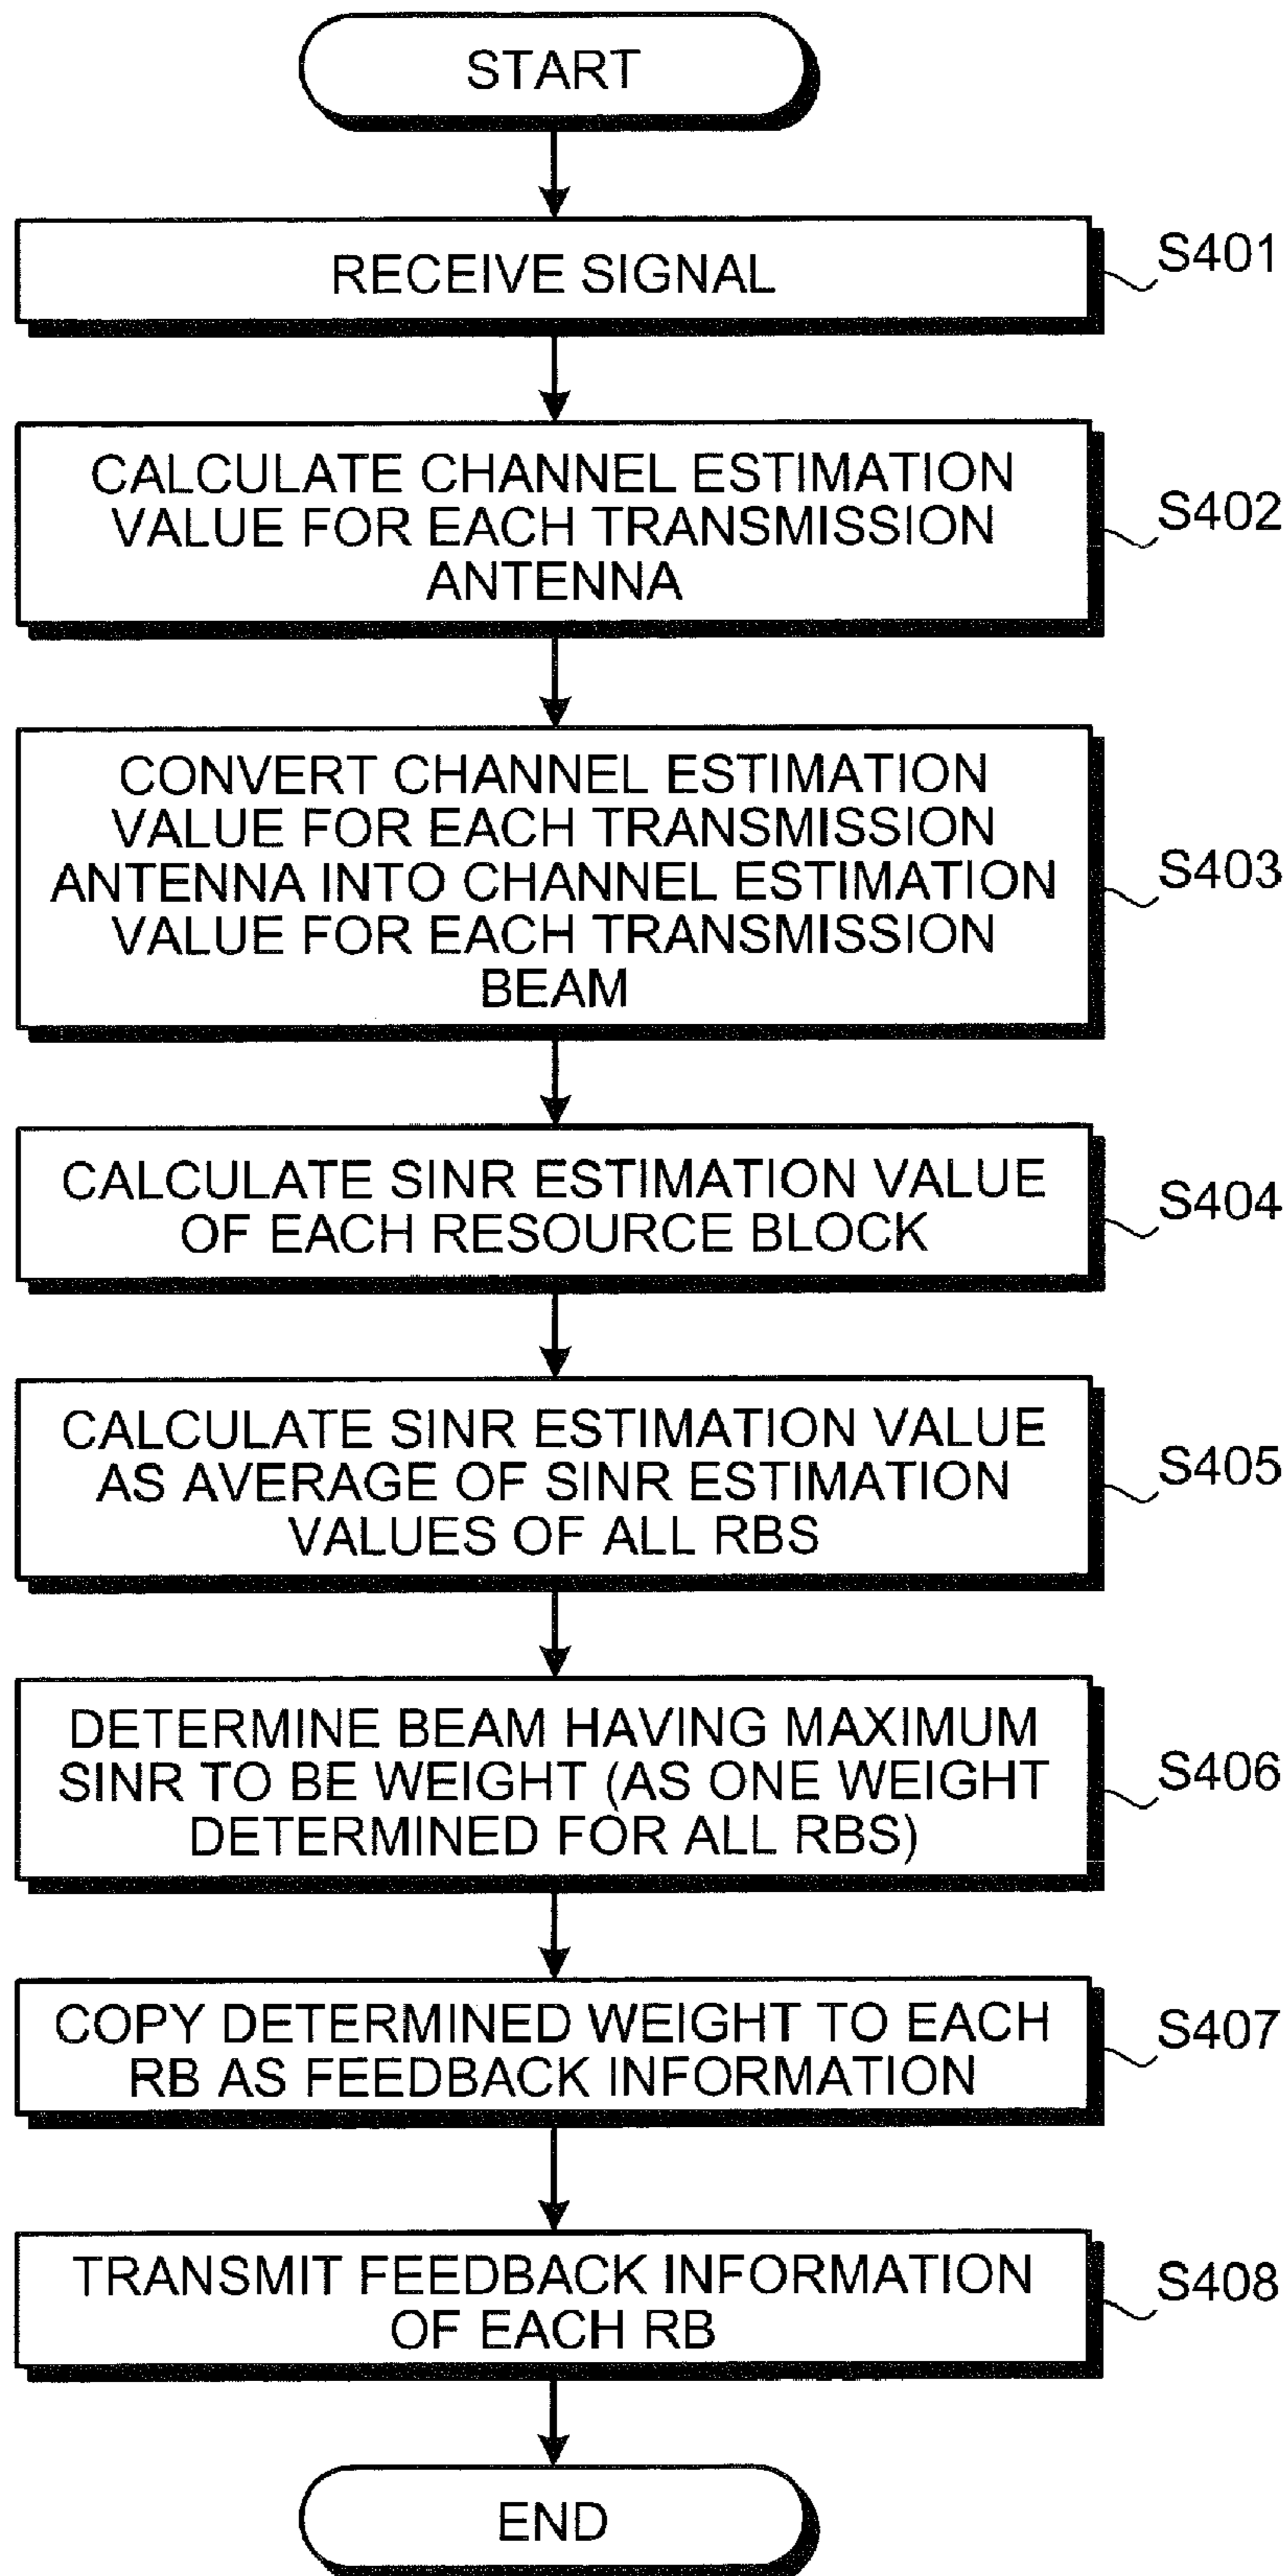 START
RECEIVE SIGNAL
S401
CALCULATE CHANNEL ESTIMATION
VALUE FOR EACH TRANSMISSION
ANTENNA
S402
CONVERT CHANNEL ESTIMATION
VALUE FOR EACH TRANSMISSION
ANTENNA INTO CHANNEL ESTIMATION
VALUE FOR EACH TRANSMISSION
BEAM
S403
CALCULATE SINR ESTIMATION VALUE
OF EACH RESOURCE BLOCK
S404
CALCULATE SINR ESTIMATION VALUE
AS AVERAGE OF SINR ESTIMATION
VALUES OF ALL RBS
S405
DETERMINE BEAM HAVING MAXIMUM
SINR TO BE WEIGHT (AS ONE WEIGHT
DETERMINED FOR ALL RBS)
S406
COPY DETERMINED WEIGHT TO EACH
RB AS FEEDBACK INFORMATION
S407
TRANSMIT FEEDBACK INFORMATION
OF EACH RB
S408
END